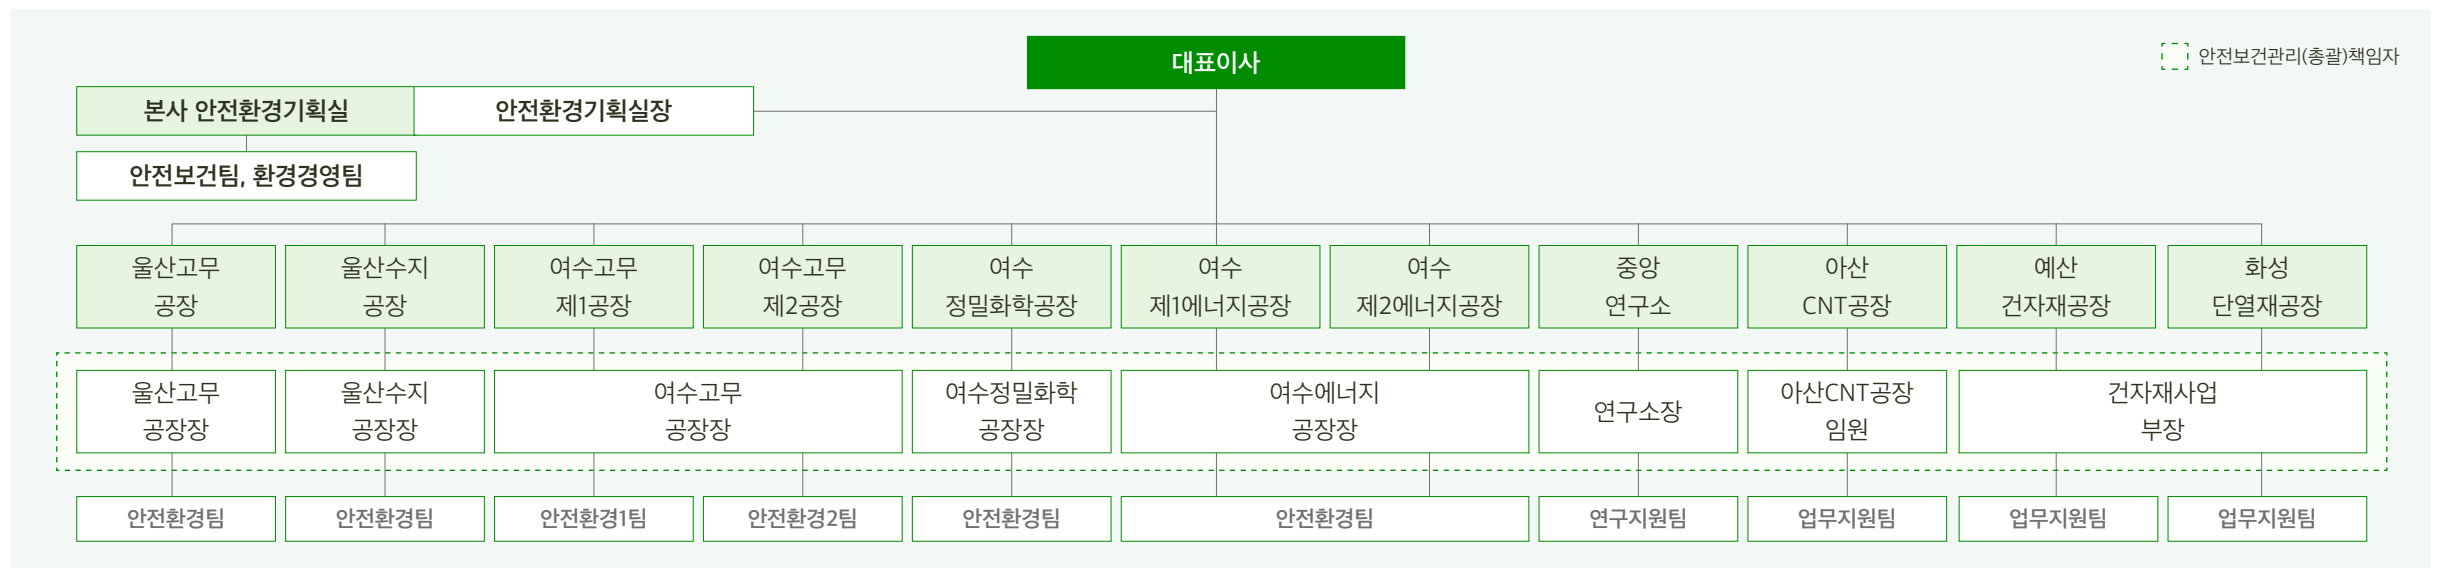 대표이사
안전보건관리(총괄)책임자
본사 안전환경기획실
안전환경기획실장
안전보건팀, 환경경영팀
울산고무
공장
울산수지
공장
여수고무
제1공장
여수고무
제2공장
여수
정밀화학공장
여수
제1에너지공장
여수
제2에너지공장
중앙
연구소
아산
CNT공장
예산
건자재공장
화성
단열재공장
울산고무
공장장
울산수지
공장장
여수고무
공장장
여수정밀화학
공장장
여수에너지
공장장
연구소장
아산CNT공장
임원
건자재사업
부장
안전환경팀
안전환경팀
안전환경1팀
안전환경2팀
안전환경팀
안전환경팀
연구지원팀
업무지원팀
업무지원팀
업무지원팀